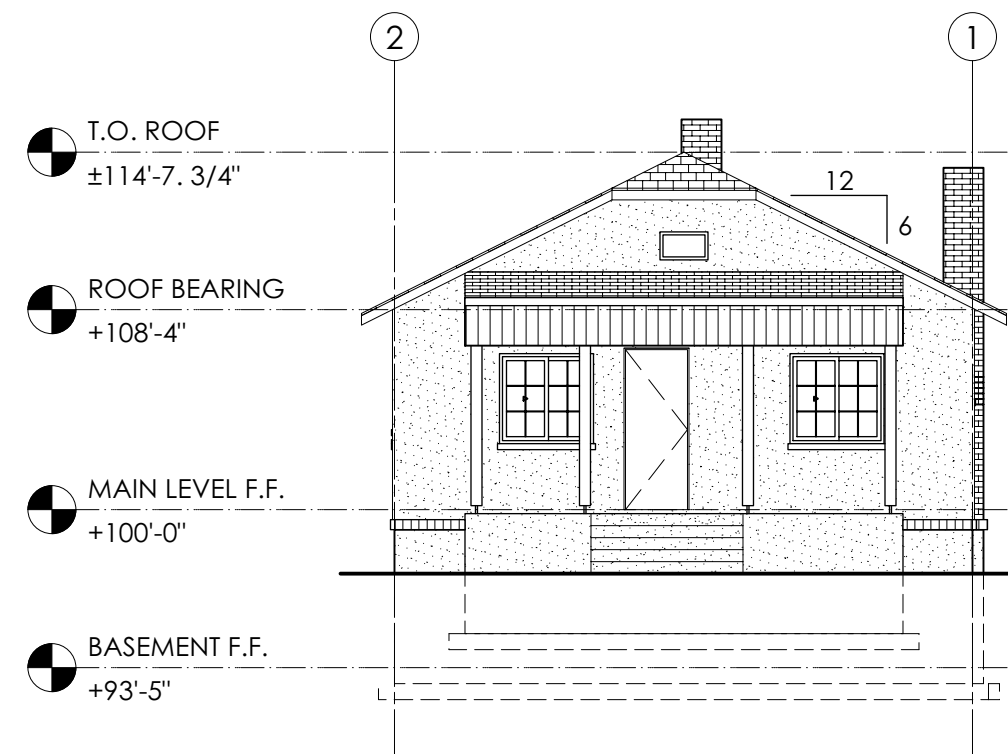 2
1
T.O. ROOF
±114'-7. 3/4"
12
6
ROOF BEARING
+108'-4"
MAIN LEVEL F.F.
+100'-0"
BASEMENT F.F.
+93'-5"